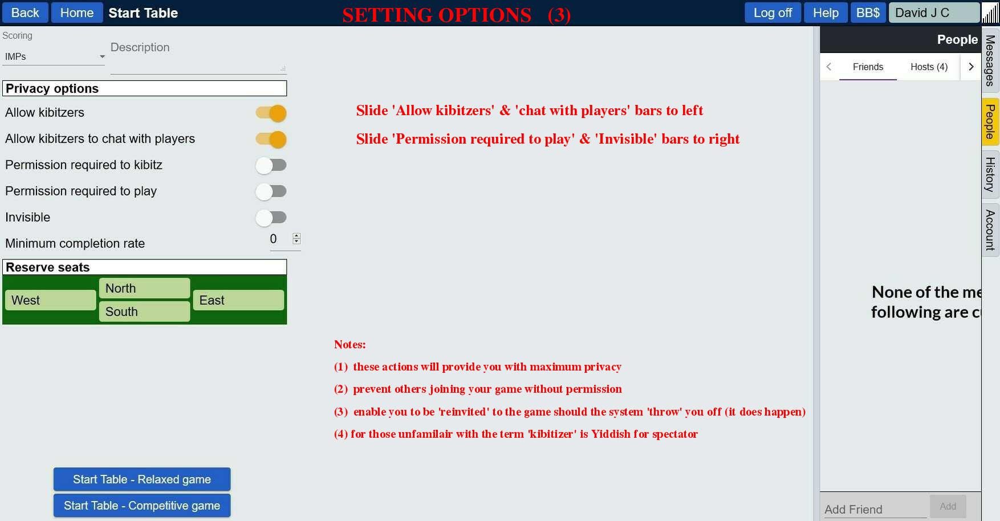 Back Home Start Table SETTING OPTIONS (3) Log off Help BB$ David J C
Scoring
IMPs
Description
Privacy options
Allow kibitzers
Allow kibitzers to chat with players
Permission required to kibitz
Permission required to play
Invisible
Minimum completion rate 0
Reserve seats
North
West East
South
Start Table - Relaxed game
Start Table - Competitive game
Slide 'Allow kibitzers' & 'chat with players' bars to left
Slide 'Permission required to play' & 'Invisible' bars to right
Notes:
(1) these actions will provide you with maximum privacy
(2) prevent others joining your game without permission
(3) enable you to be 'reinvited' to the game should the system 'throw' you off (it does happen)
(4) for those unfamilair with the term 'kibitizer' is Yiddish for spectator
People
Friends Hosts (4)
None of the me
following are c
Add Friend Add
Messages
People
History
Account